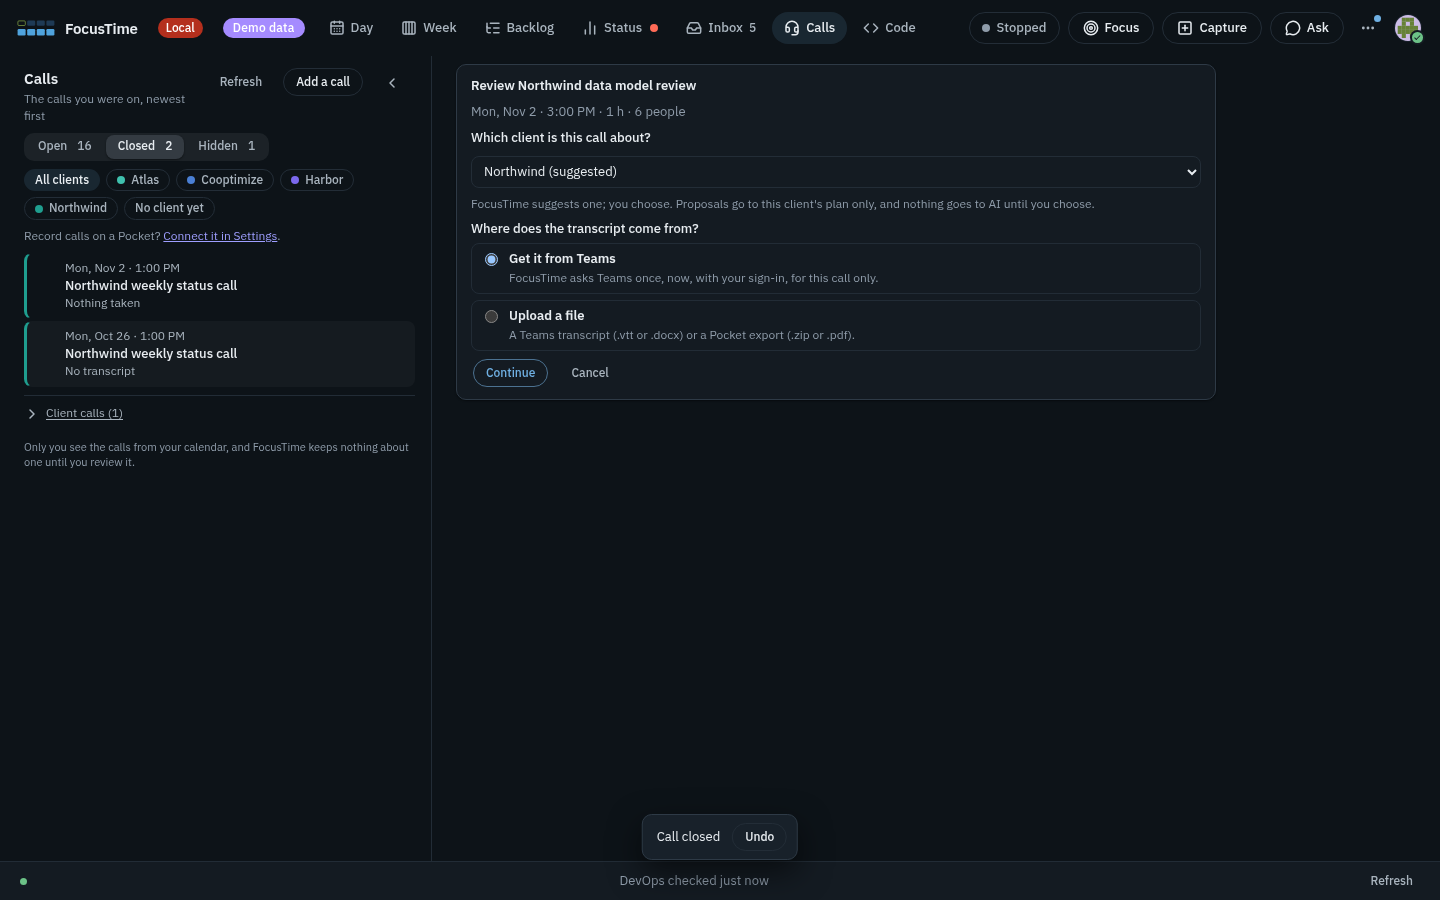 FocusTime Local Demo data Day Week Backlog Status Inbox 5 Calls Code Stopped Focus Capture Ask
Calls
The calls you were on, newest first
Refresh Add a call
Open 16 Closed 2 Hidden 1
All clients Atlas Cooptimize Harbor
Northwind No client yet
Record calls on a Pocket? Connect it in Settings.
Mon, Nov 2 · 1:00 PM
Northwind weekly status call
Nothing taken
Mon, Oct 26 · 1:00 PM
Northwind weekly status call
No transcript
Client calls (1)
Only you see the calls from your calendar, and FocusTime keeps nothing about
one until you review it.
Review Northwind data model review
Mon, Nov 2 · 3:00 PM · 1 h · 6 people
Which client is this call about?
Northwind (suggested)
FocusTime suggests one; you choose. Proposals go to this client's plan only, and nothing goes to AI until you choose.
Where does the transcript come from?
Get it from Teams
FocusTime asks Teams once, now, with your sign-in, for this call only.
Upload a file
A Teams transcript (.vtt or .docx) or a Pocket export (.zip or .pdf).
Continue Cancel
Call closed Undo
DevOps checked just now Refresh